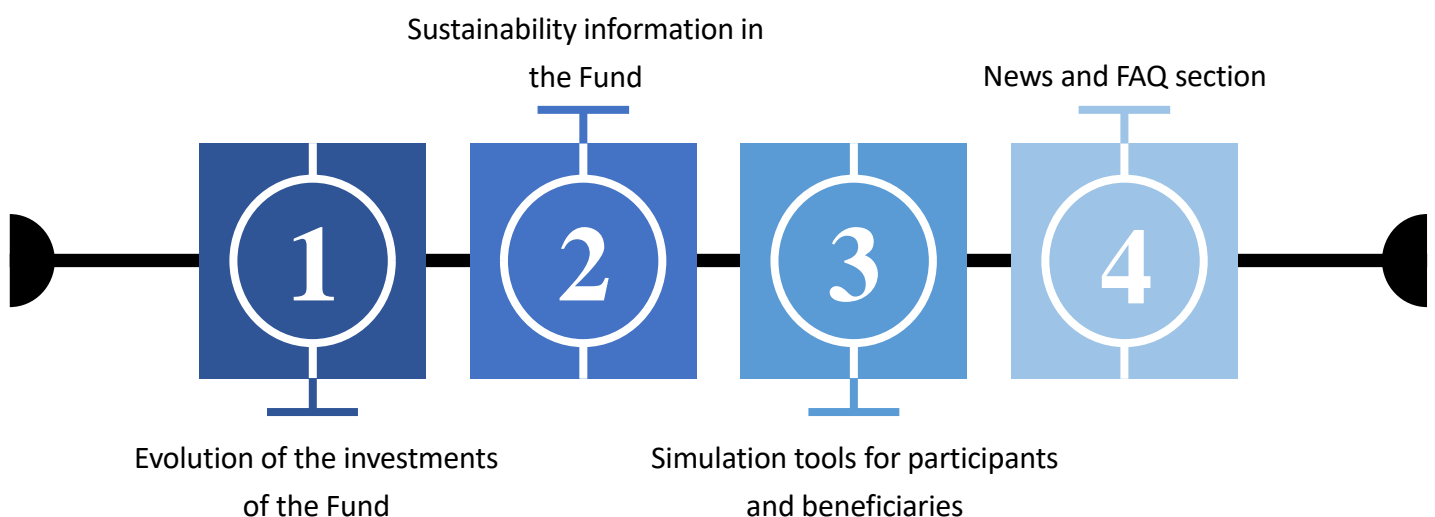 Sustainability information in
the Fund
News and FAQ section
1
2
3
4
Evolution of the investments
of the Fund
Simulation tools for participants
and beneficiaries